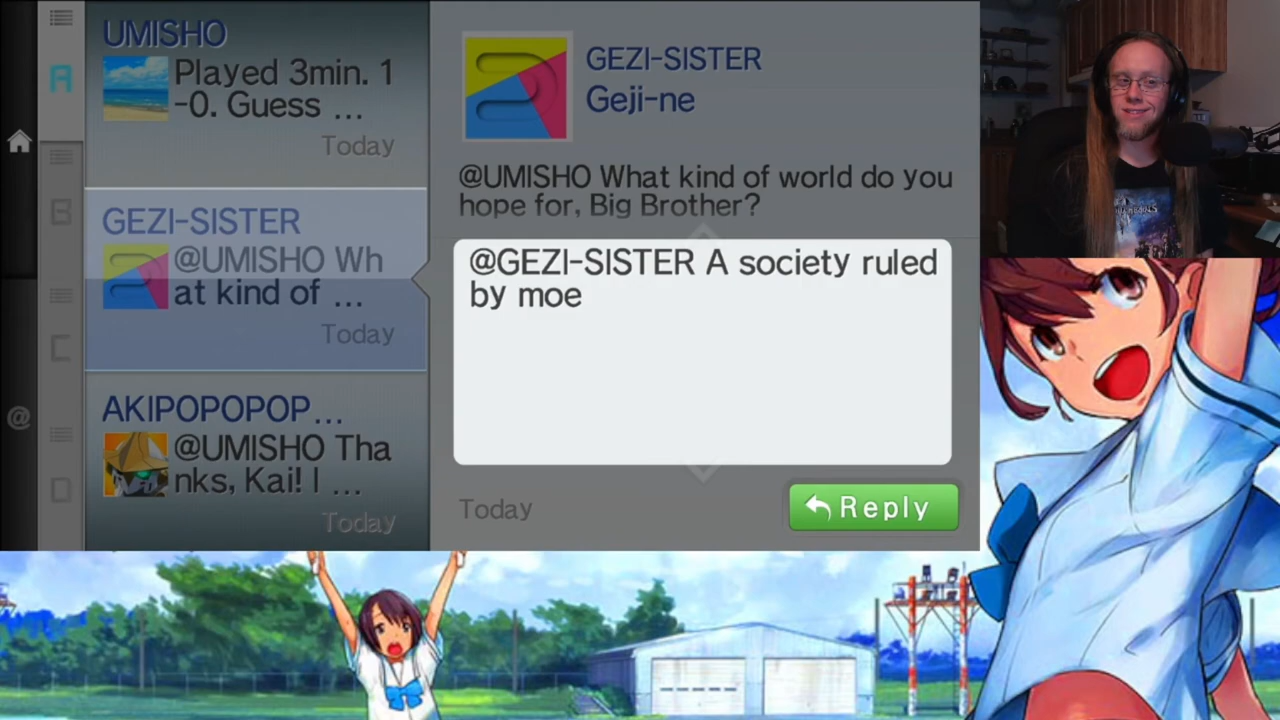 UMISHO
Played 3min. 1
-0. Guess ...
Today
GEZI-SISTER
@UMISHO Wh
at kind of ...
Today
AKIPOPOPOP...
@UMISHO Tha
nks, Kai! I ...
Today
A
B
C
D
@
GEZI-SISTER
Geji-ne
@UMISHO What kind of world do you
hope for, Big Brother?
@GEZI-SISTER A society ruled
by moe
Today
Reply